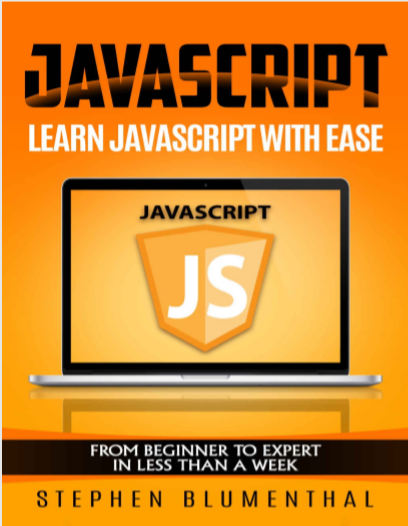 JAVASCRIPT
LEARN JAVASCRIPT WITH EASE
JAVASCRIPT
JS
FROM BEGINNER TO EXPERT
IN LESS THAN A WEEK
STEPHEN BLUMENTHAL